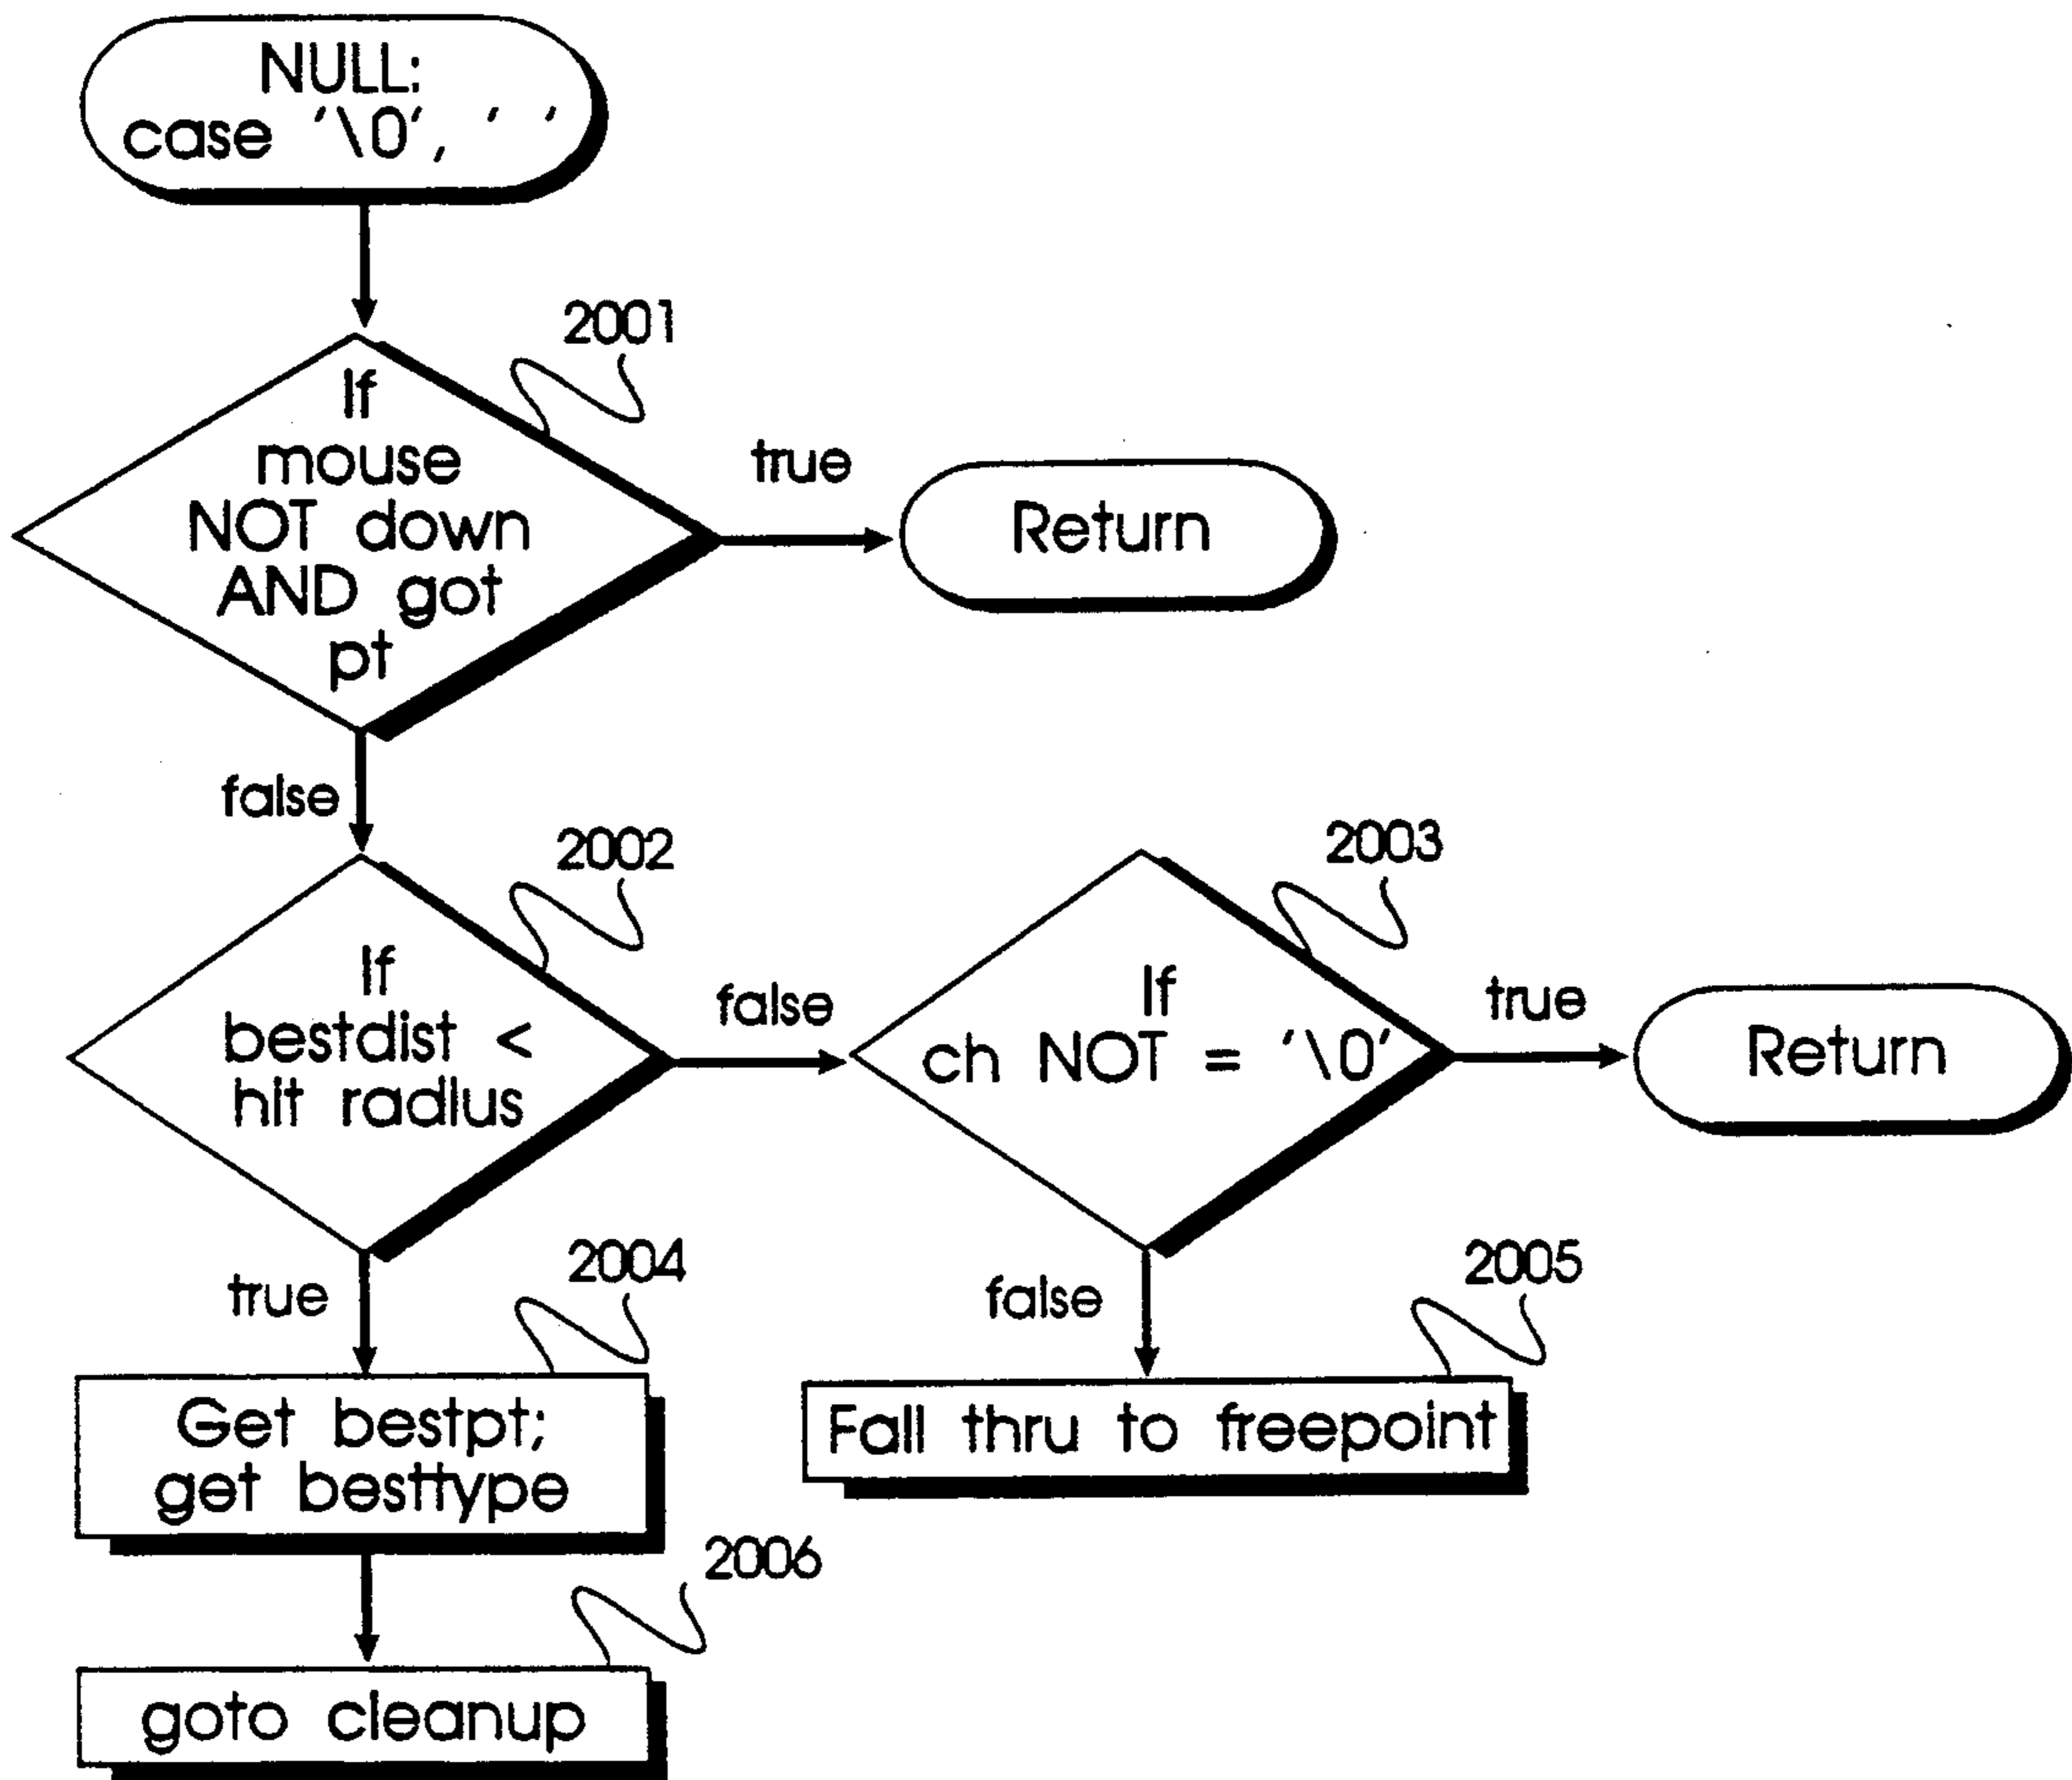 NULL:
case '\0', ' '
2001
If
mouse
NOT down
AND got
pt
true
Return
false
2002
If
bestdist <
hit radius
false
2003
If
ch NOT = '\0'
true
Return
true
2004
Get bestpt;
get besttype
false
2005
Fall thru to freepoint
2006
goto cleanup